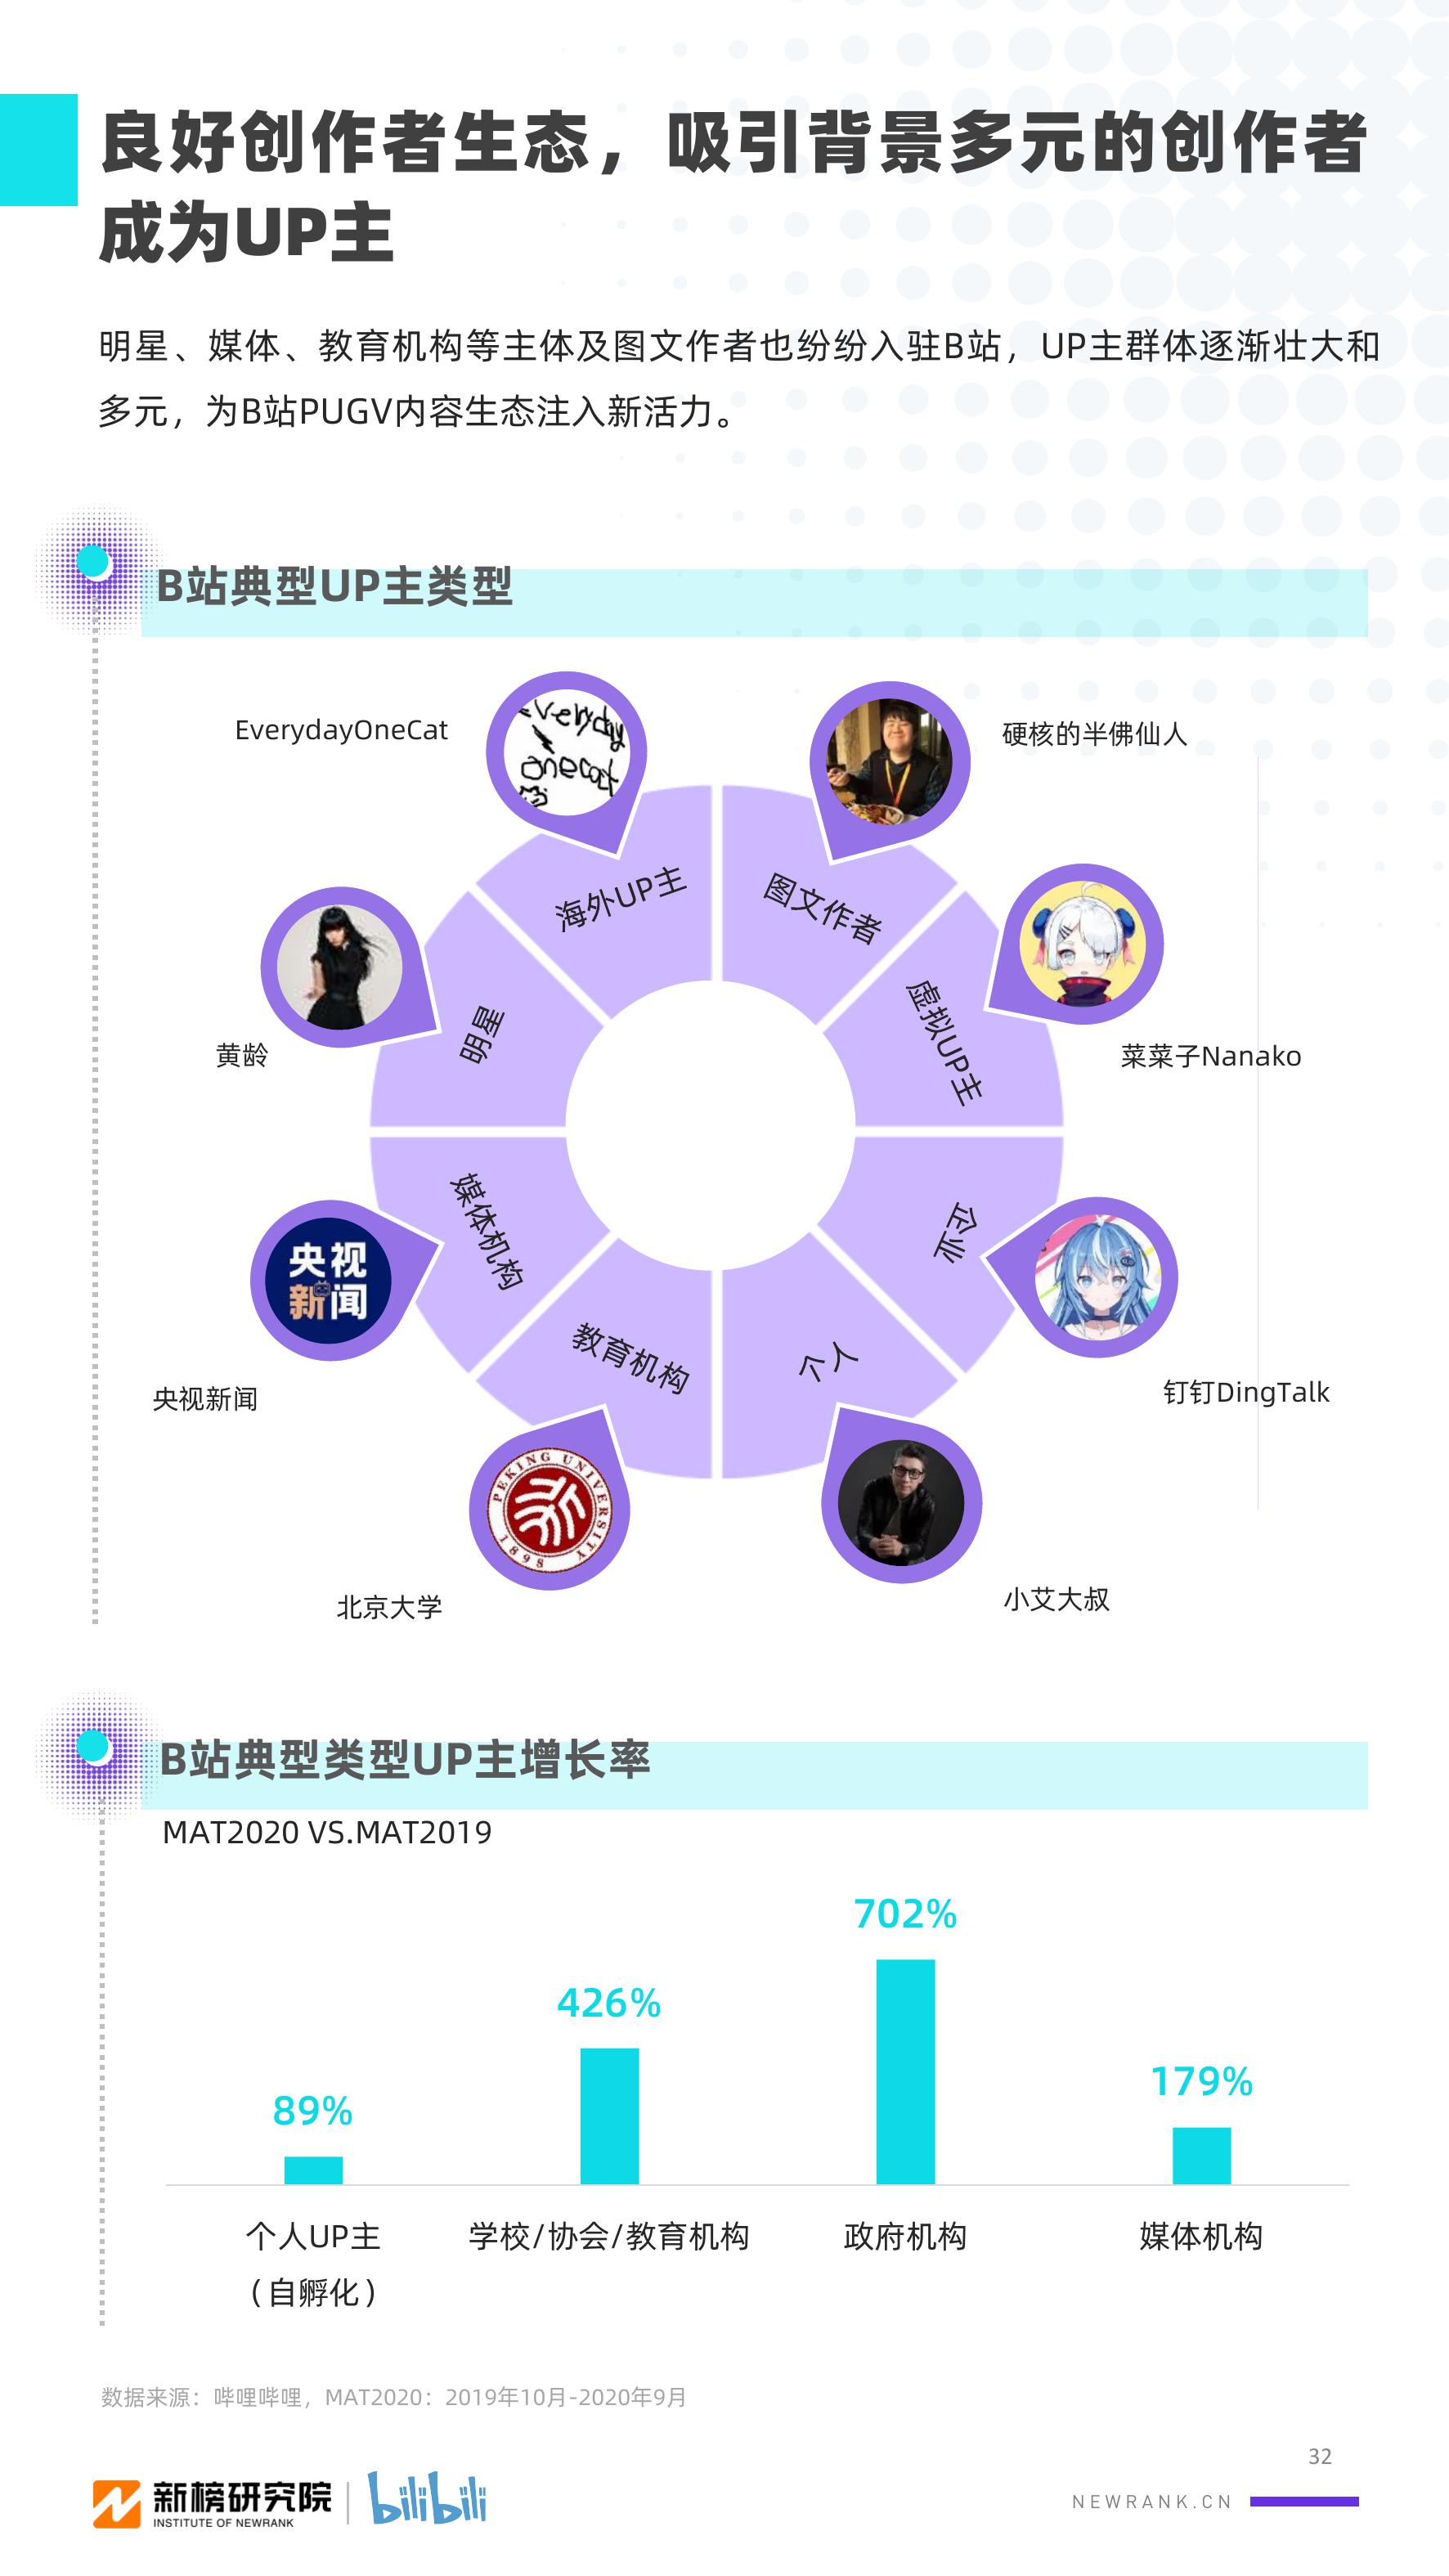 良好创作者生态，吸引背景多元的创作者
成为UP主
明星、媒体、教育机构等主体及图文作者也纷纷入驻B站，UP主群体逐渐壮大和
多元，为B站PUGV内容生态注入新活力。
B站典型UP主类型
EverydayOneCat
everyday
onecat
硬核的半佛仙人
海外UP主
图文作者
明星
虚拟UP主
黄龄
菜菜子Nanako
媒体机构
企业
央视
新闻
央视新闻
钉钉DingTalk
教育机构
个人
PEKING UNIVERSITY
1898
北京大学
小艾大叔
B站典型类型UP主增长率
MAT2020 VS.MAT2019
702%
426%
179%
89%
个人UP主
（自孵化）
学校/协会/教育机构
政府机构
媒体机构
数据来源：哔哩哔哩，MAT2020：2019年10月-2020年9月
32
新榜研究院
INSTITUTE OF NEWRANK
bilibili
NEWRANK.CN